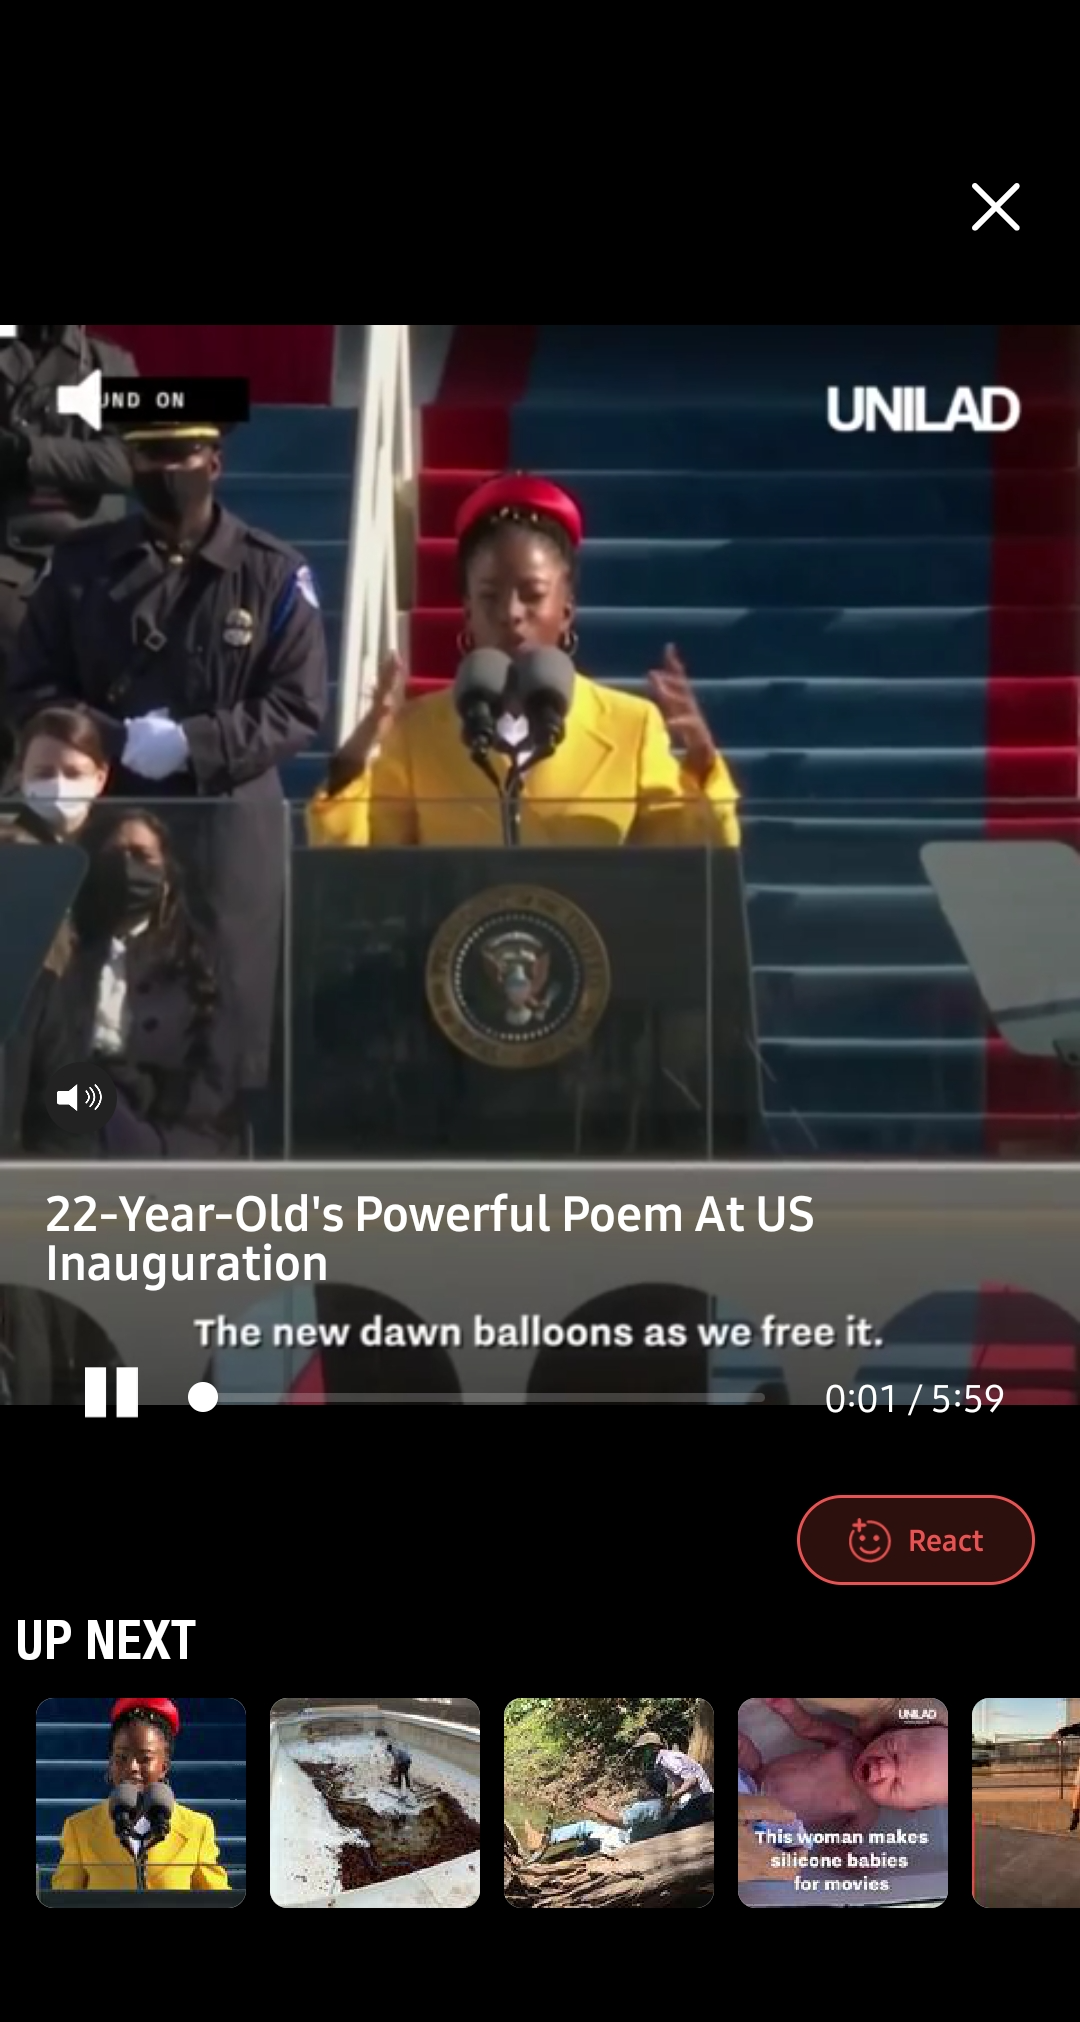 UND ON
UNILAD
22-Year-Old's Powerful Poem At US
Inauguration
The new dawn balloons as we free it.
0:01 / 5:59
React
UP NEXT
UNILAD
This woman makes
silicone babies
for movies